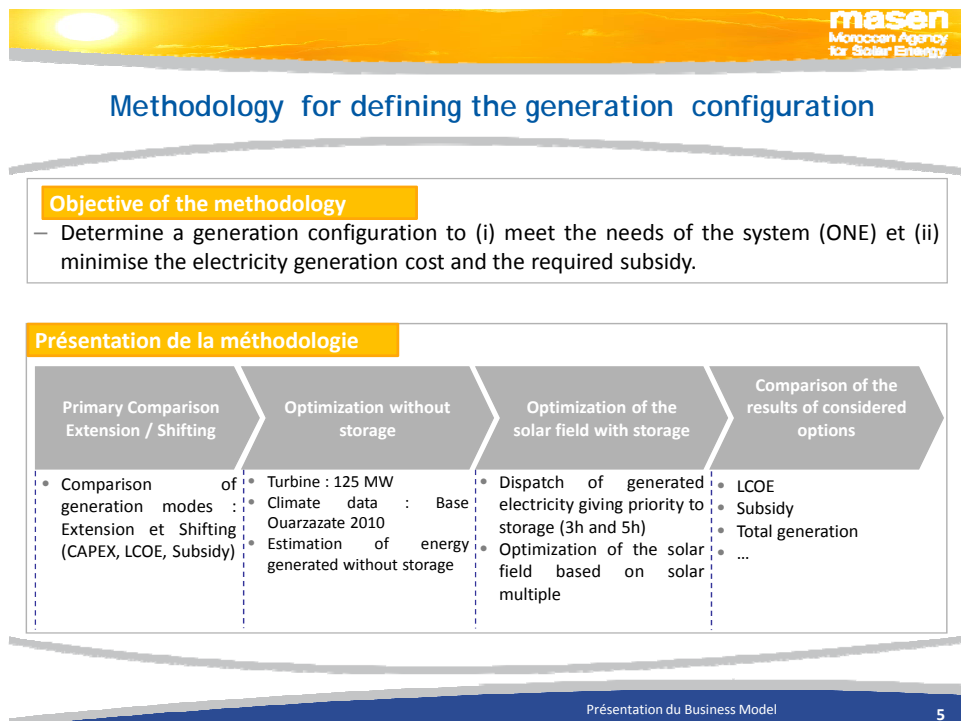 masen
Moroccan Agency
for Solar Energy
Methodology for defining the generation configuration
Objective of the methodology
– Determine a generation configuration to (i) meet the needs of the system (ONE) et (ii)
minimise the electricity generation cost and the required subsidy.
Présentation de la méthodologie
Primary Comparison
Extension / Shifting
• Comparison of
generation modes :
Extension et Shifting
(CAPEX, LCOE, Subsidy)
Optimization without
storage
• Turbine : 125 MW
• Climate data : Base
Ouarzazate 2010
• Estimation of energy
generated without storage
Optimization of the
solar field with storage
• Dispatch of generated
electricity giving priority to
storage (3h and 5h)
• Optimization of the solar
field based on solar
multiple
Comparison of the
results of considered
options
• LCOE
• Subsidy
• Total generation
• ...
Présentation du Business Model
5